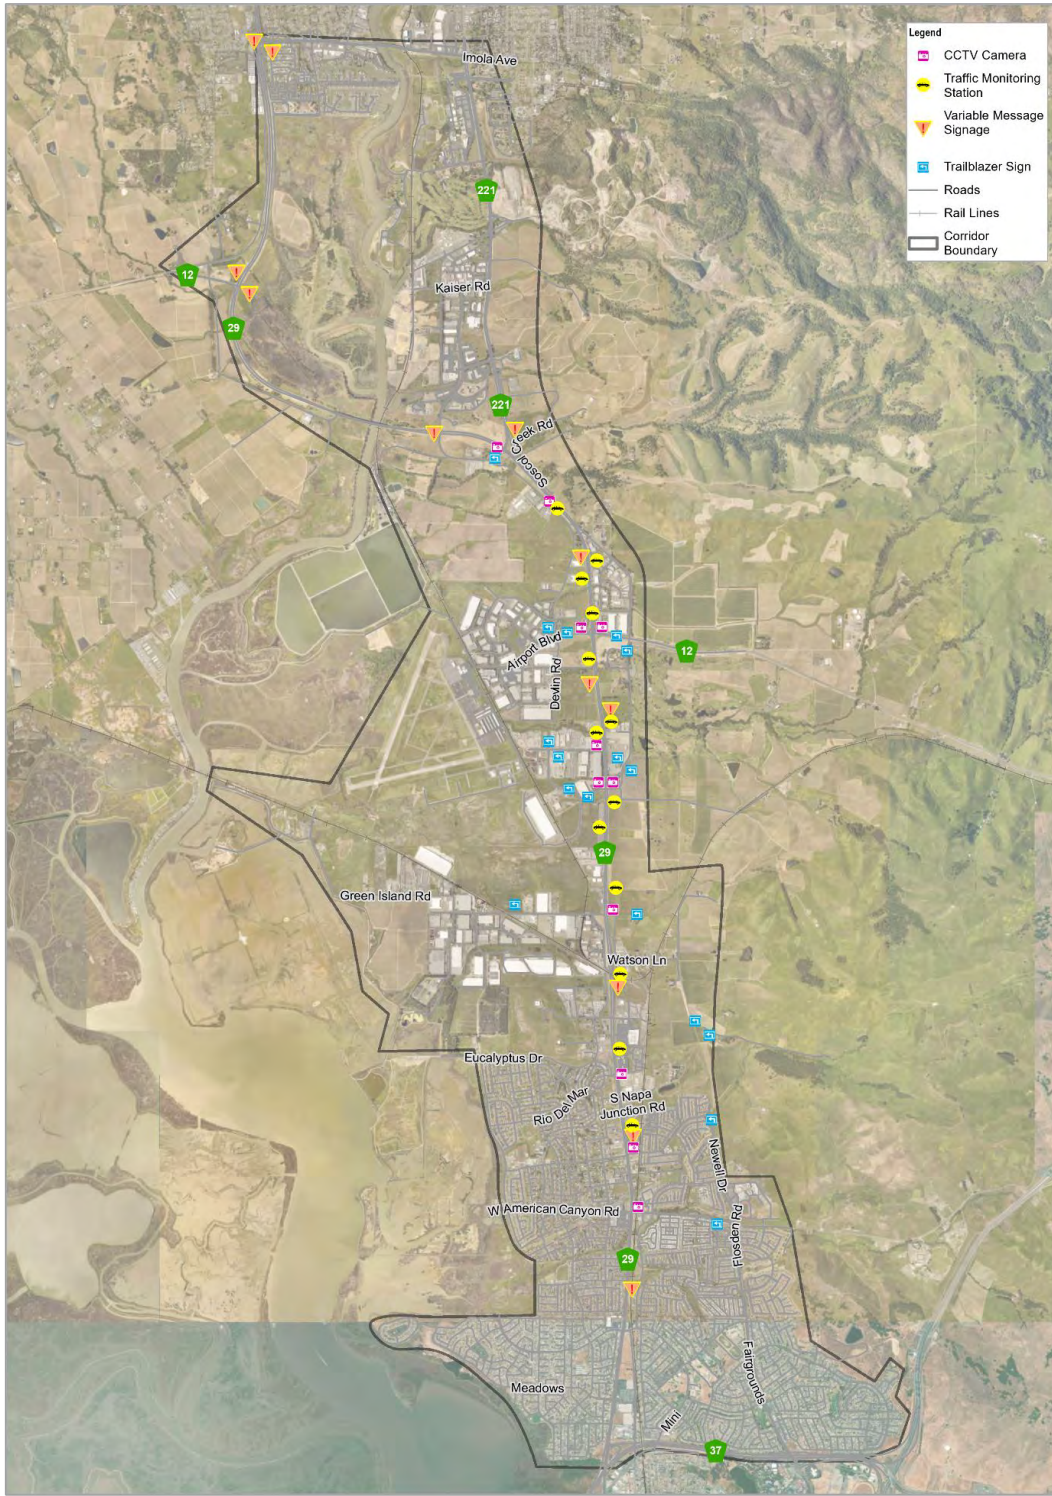 Legend
CCTV Camera
Traffic Monitoring
Station
Variable Message
Signage
Trailblazer Sign
Roads
Rail Lines
Corridor
Boundary
Imola Ave
221
12
Kaiser Rd
29
221
Soscol Creek Rd
Airport Blvd
12
Devlin Rd
29
Green Island Rd
Watson Ln
Eucalyptus Dr
Rio Del Mar
S Napa
Junction Rd
Newell Dr
W American Canyon Rd
Flosden Rd
29
Fairgrounds
Meadows
Mini
37